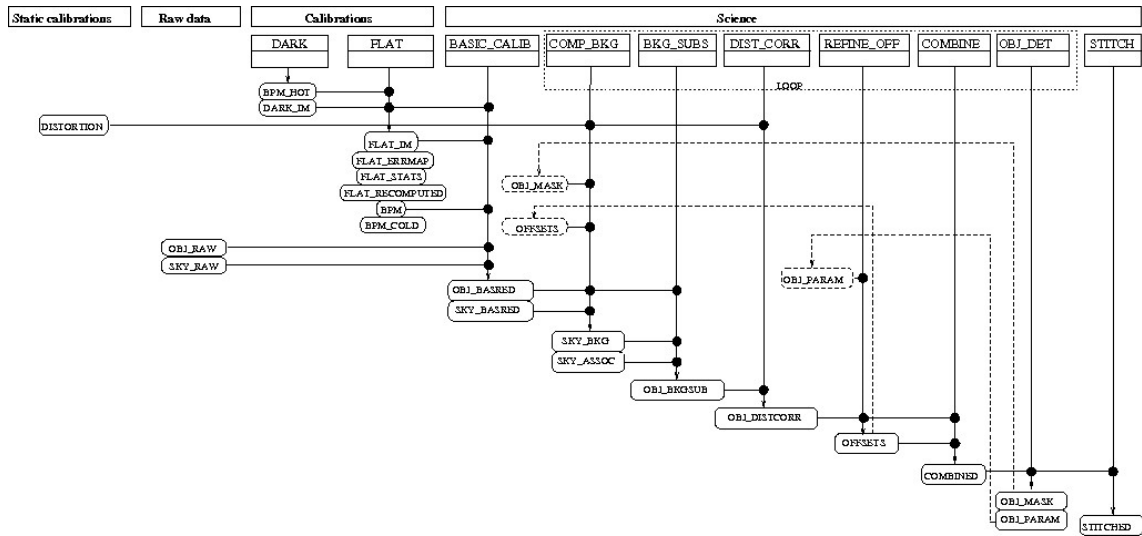 Static calibrations Raw data Calibrations Science
DARK FLAT BASIC_CALIB COMP_BKG BKG_SUBS DIST_CORR REFINE_OFF COMBINE OBJ_DET STITCH
LOOP
BPM_HOT
DARK_IM
DISTORTION
FLAT_IM
FLAT_ERRMAP
FLAT_STATS
OBJ_MASK
FLAT_RECOMPUTED
BPM
BPM_COLD OFFSETS
OBJ_RAW
SKY_RAW
OBJ_PARAM
OBJ_BASRED
SKY_BASRED
SKY_BKG
SKY_ASSOC
OBJ_BKGSUB
OBJ_DISTCORR
OFFSETS
COMBINED
OBJ_MASK
OBJ_PARAM
STITCHED